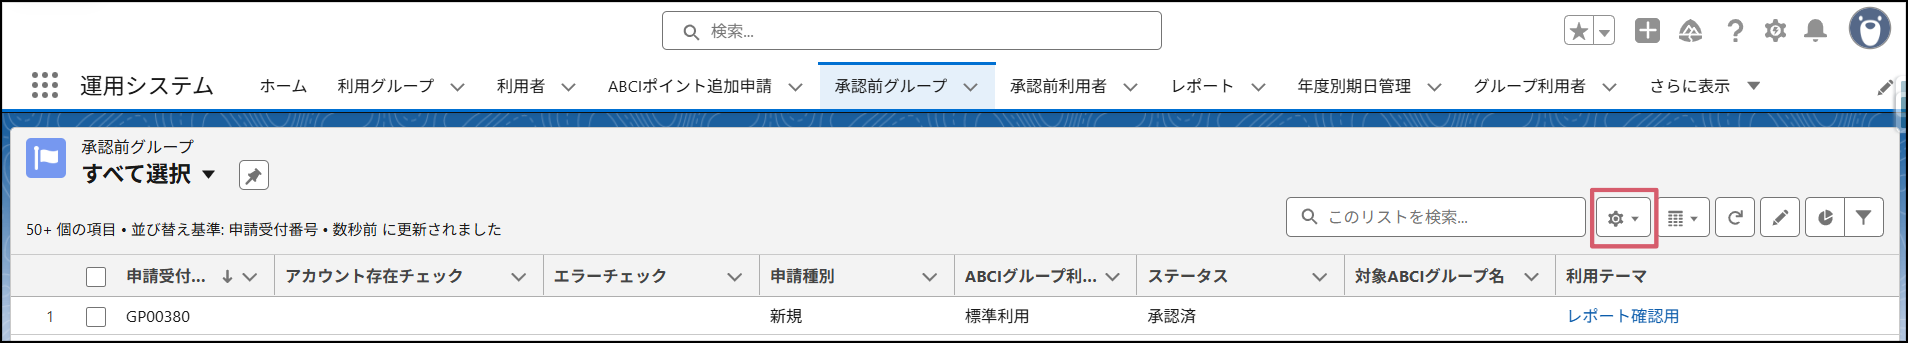 検索...
運用システム ホーム 利用グループ 利用者 ABCIポイント追加申請 承認前グループ 承認前利用者 レポート 年度別期日管理 グループ利用者 さらに表示
承認前グループ
すべて選択
このリストを検索...
50+ 個の項目 • 並び替え基準: 申請受付番号 • 数秒前 に更新されました
申請受付... アカウント存在チェック エラーチェック 申請種別 ABCIグループ利... ステータス 対象ABCIグループ名 利用テーマ
1 GP00380 新規 標準利用 承認済 レポート確認用